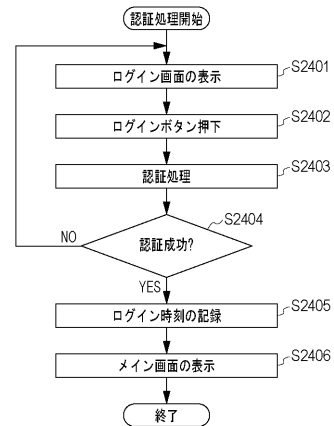 認証処理開始
ログイン画面の表示
S2401
ログインボタン押下
S2402
認証処理
S2403
S2404
認証成功?
NO
YES
ログイン時刻の記録
S2405
メイン画面の表示
S2406
終了